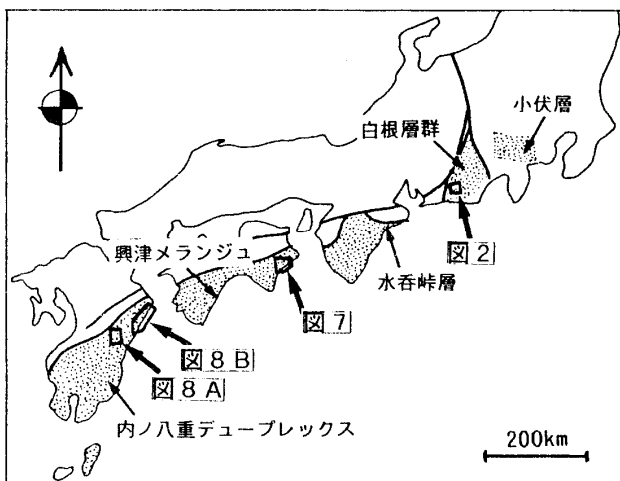 小伏層
白根層群
興津メランジュ
図2
水呑峠層
図7
図8B
図8A
内ノ八重デュープレックス
200km